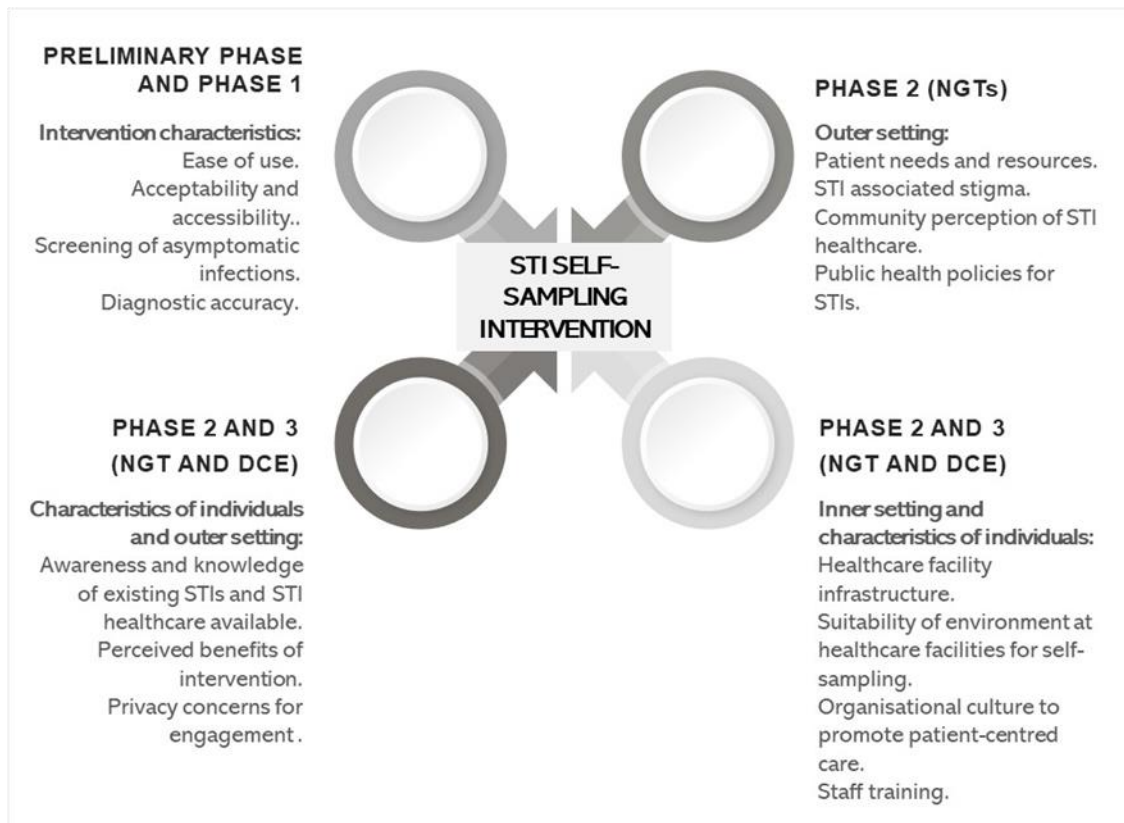 PRELIMINARY PHASE
AND PHASE 1
Intervention characteristics:
Ease of use.
Acceptability and
accessibility..
Screening of asymptomatic
infections.
Diagnostic accuracy.
PHASE 2 (NGTs)
Outer setting:
Patient needs and resources.
STI associated stigma.
Community perception of STI
healthcare.
Public health policies for
STIs.
STI SELF-
SAMPLING
INTERVENTION
PHASE 2 AND 3
(NGT AND DCE)
Characteristics of individuals
and outer setting:
Awareness and knowledge
of existing STIs and STI
healthcare available.
Perceived benefits of
intervention.
Privacy concerns for
engagement .
PHASE 2 AND 3
(NGT AND DCE)
Inner setting and
characteristics of individuals:
Healthcare facility
infrastructure.
Suitability of environment at
healthcare facilities for self-
sampling.
Organisational culture to
promote patient-centred
care.
Staff training.